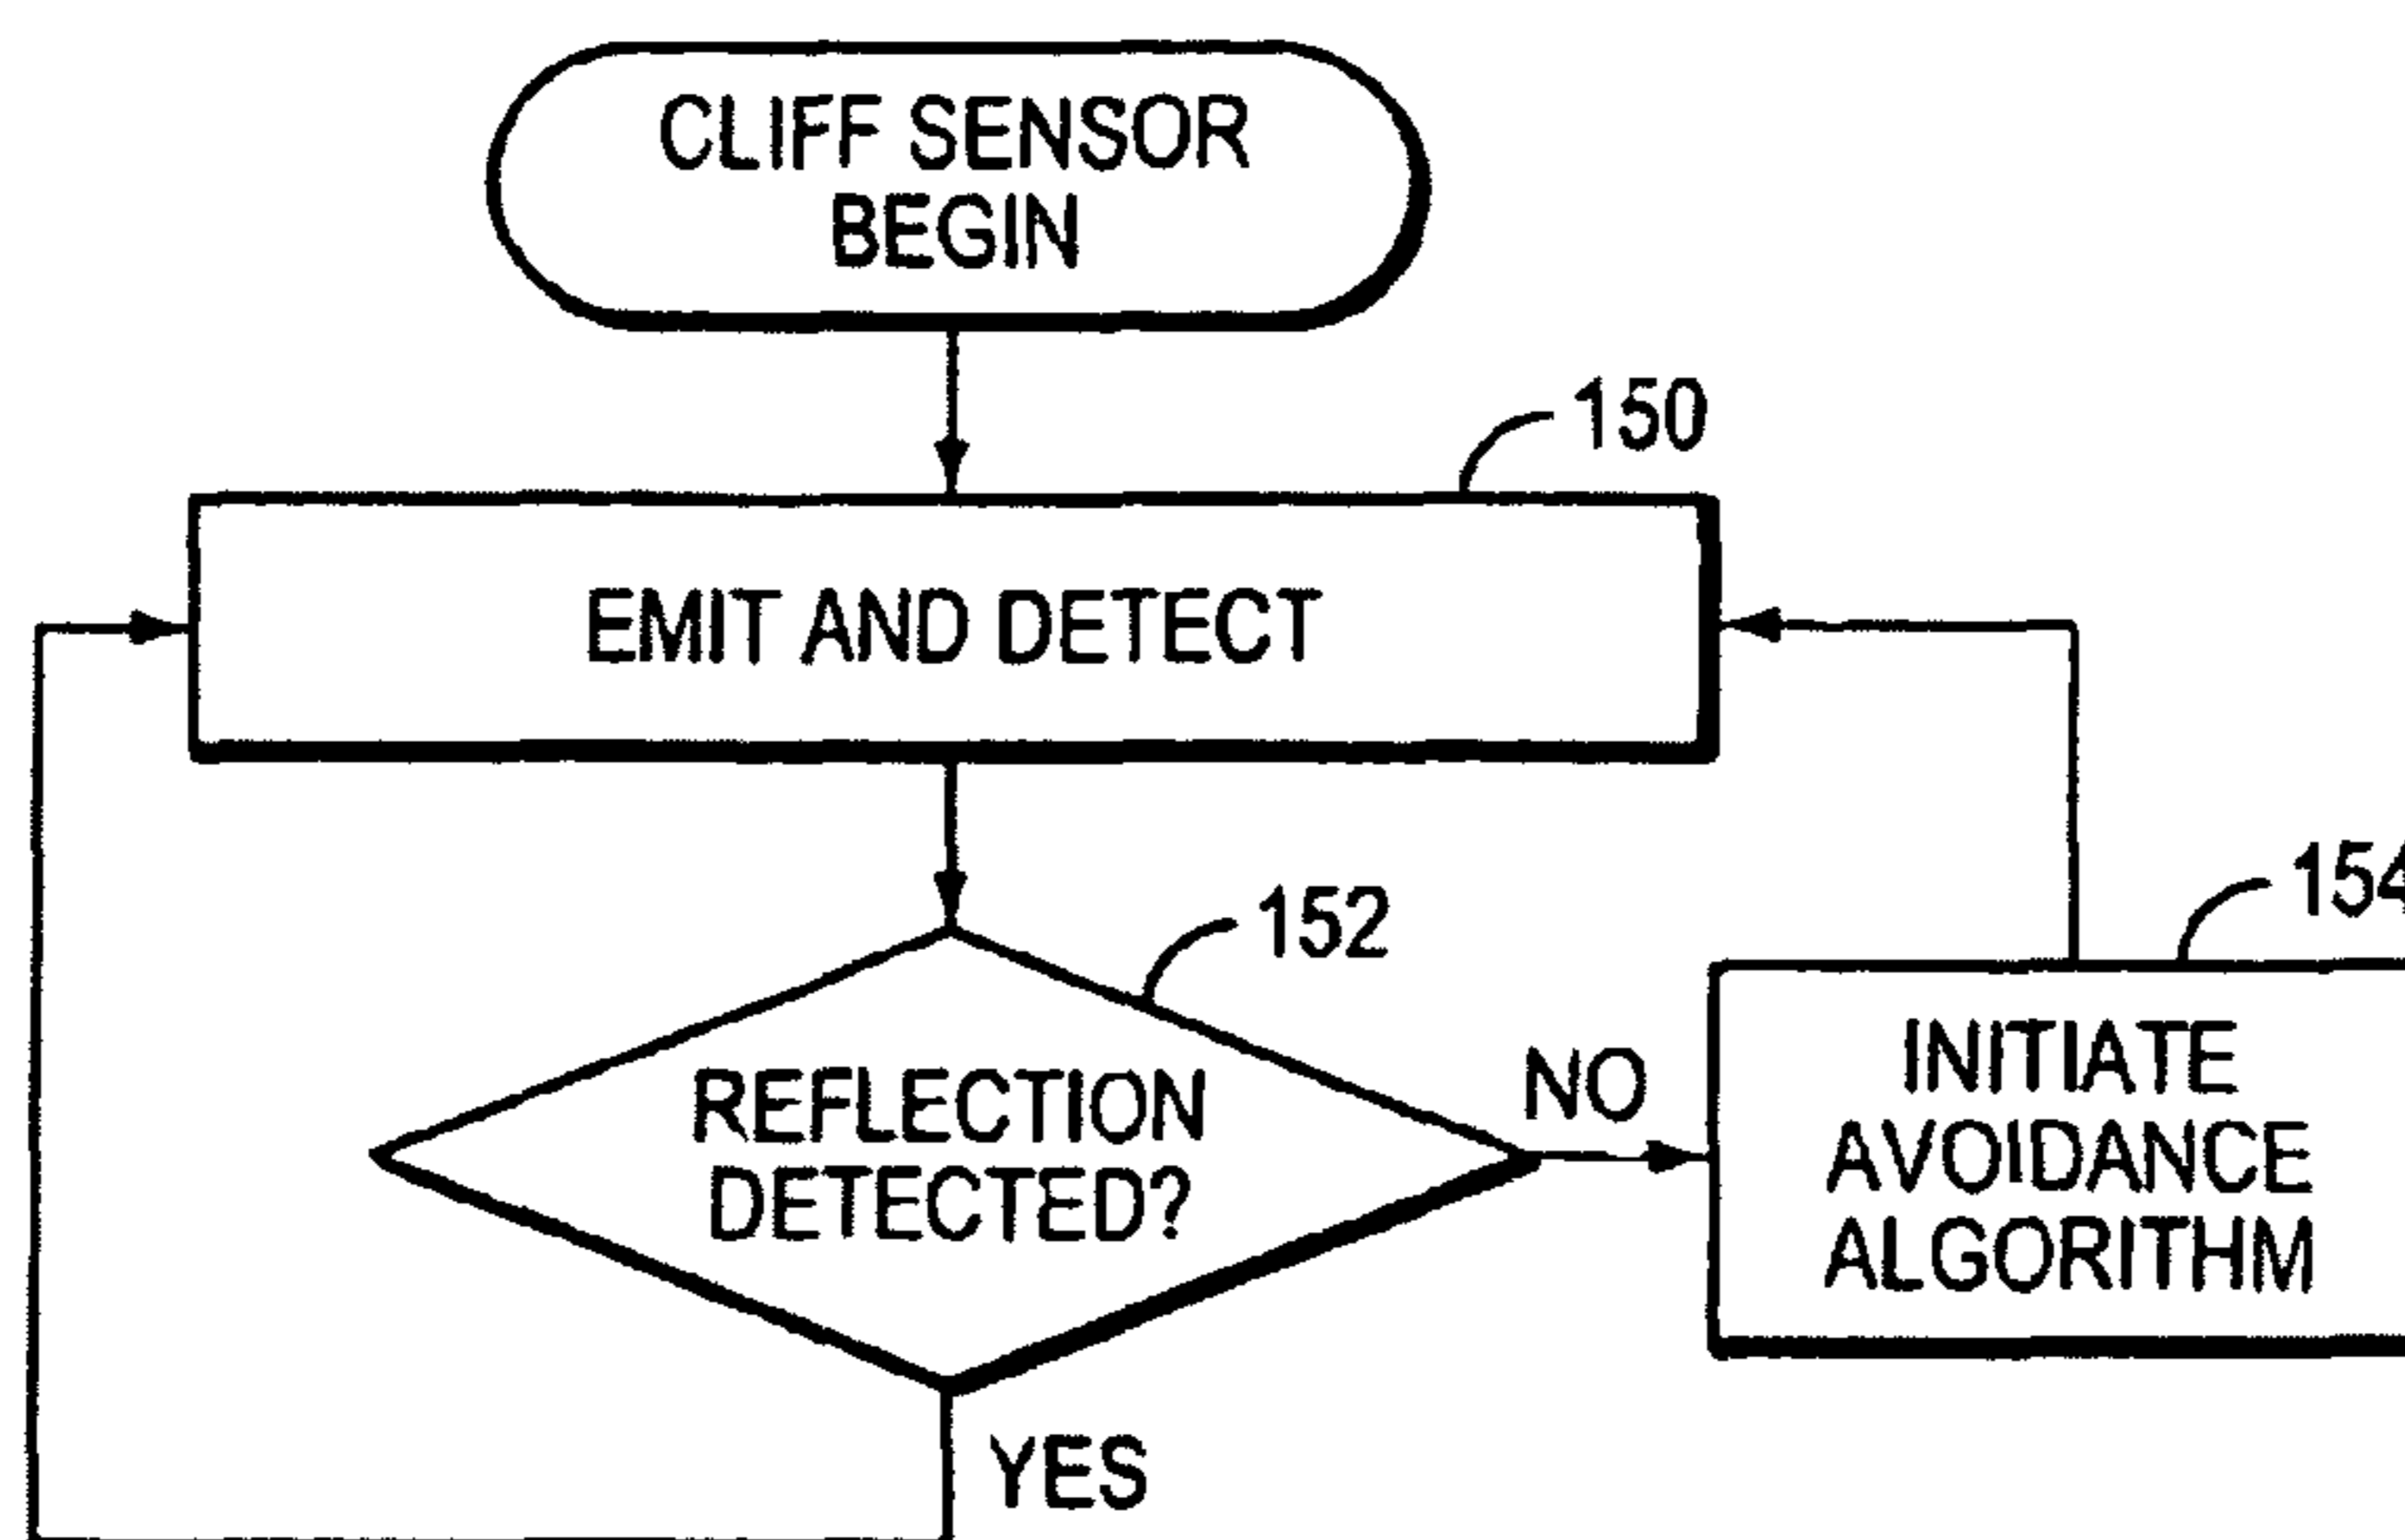 CLIFF SENSOR
BEGIN
150
EMIT AND DETECT
152
154
REFLECTION
DETECTED?
NO
INITIATE
AVOIDANCE
ALGORITHM
YES